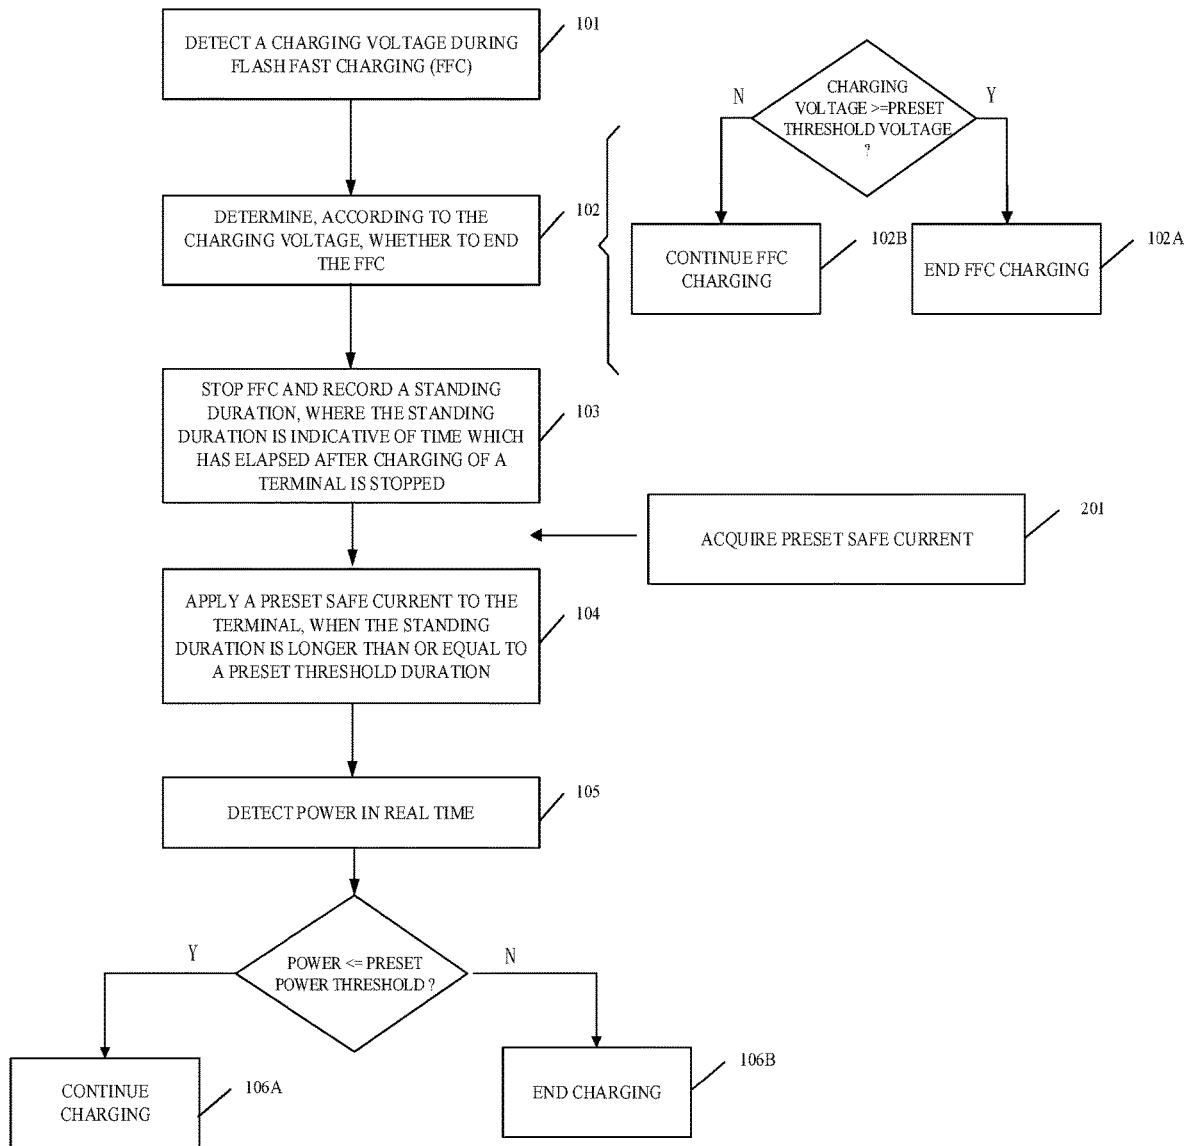 101
DETECT A CHARGING VOLTAGE DURING
FLASH FAST CHARGING (FFC)
CHARGING
VOLTAGE >=PRESET
THRESHOLD VOLTAGE
?
N
Y
102
DETERMINE, ACCORDING TO THE
CHARGING VOLTAGE, WHETHER TO END
THE FFC
102B
CONTINUE FFC
CHARGING
102A
END FFC CHARGING
STOP FFC AND RECORD A STANDING
DURATION, WHERE THE STANDING
DURATION IS INDICATIVE OF TIME WHICH
HAS ELAPSED AFTER CHARGING OF A
TERMINAL IS STOPPED
103
201
ACQUIRE PRESET SAFE CURRENT
APPLY A PRESET SAFE CURRENT TO THE
TERMINAL, WHEN THE STANDING
DURATION IS LONGER THAN OR EQUAL TO
A PRESET THRESHOLD DURATION
104
105
DETECT POWER IN REAL TIME
Y
N
POWER <= PRESET
POWER THRESHOLD ?
CONTINUE
CHARGING
106A
END CHARGING
106B